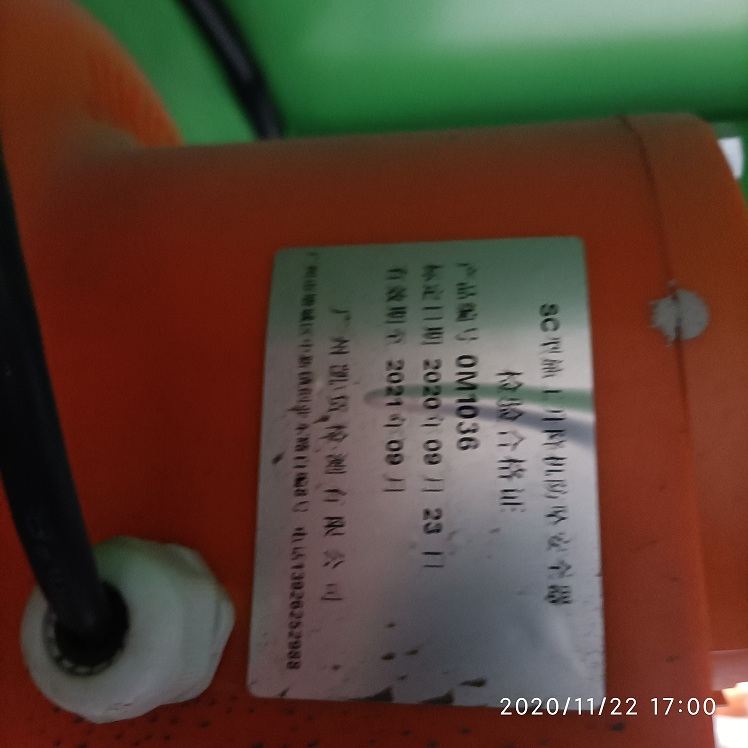 SC型施工升降机防坠安全器
检验合格证
产品编号 0M1036
标定日期 2020年09月23日
有效期至 2021年09月
广州凯信检测有限公司
2020/11/22 17:00